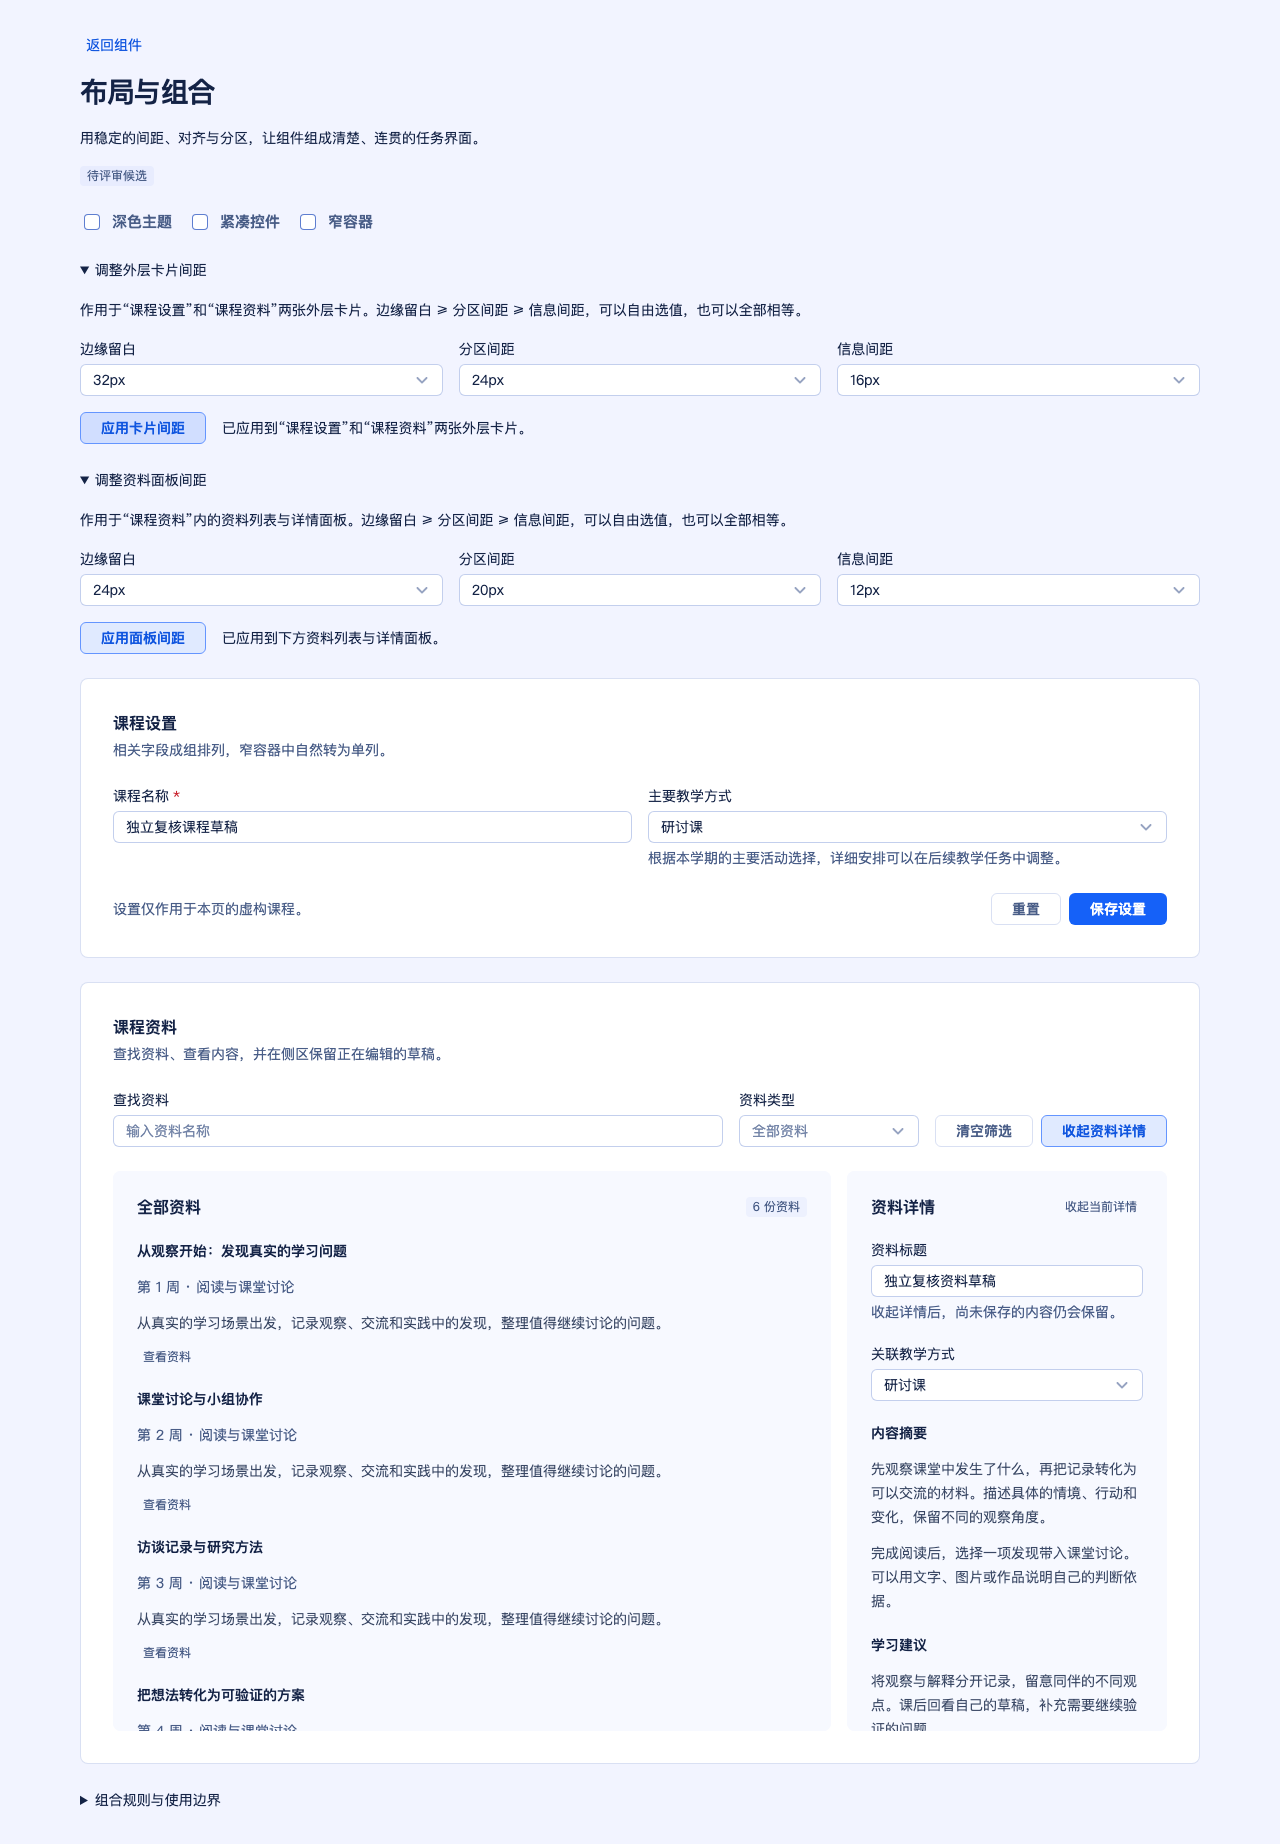 返回组件
布局与组合
用稳定的间距、对齐与分区，让组件组成清楚、连贯的任务界面。
待评审候选
深色主题 紧凑控件 窄容器
▼ 调整外层卡片间距
作用于“课程设置”和“课程资料”两张外层卡片。边缘留白 ≥ 分区间距 ≥ 信息间距，可以自由选值，也可以全部相等。
边缘留白 分区间距 信息间距
32px 24px 16px
应用卡片间距 已应用到“课程设置”和“课程资料”两张外层卡片。
▼ 调整资料面板间距
作用于“课程资料”内的资料列表与详情面板。边缘留白 ≥ 分区间距 ≥ 信息间距，可以自由选值，也可以全部相等。
边缘留白 分区间距 信息间距
24px 20px 12px
应用面板间距 已应用到下方资料列表与详情面板。
课程设置
相关字段成组排列，窄容器中自然转为单列。
课程名称 * 主要教学方式
独立复核课程草稿 研讨课
根据本学期的主要活动选择，详细安排可以在后续教学任务中调整。
设置仅作用于本页的虚构课程。 重置 保存设置
课程资料
查找资料、查看内容，并在侧区保留正在编辑的草稿。
查找资料 资料类型
输入资料名称 全部资料 清空筛选 收起资料详情
全部资料 6 份资料
从观察开始：发现真实的学习问题
第 1 周 · 阅读与课堂讨论
从真实的学习场景出发，记录观察、交流和实践中的发现，整理值得继续讨论的问题。
查看资料
课堂讨论与小组协作
第 2 周 · 阅读与课堂讨论
从真实的学习场景出发，记录观察、交流和实践中的发现，整理值得继续讨论的问题。
查看资料
访谈记录与研究方法
第 3 周 · 阅读与课堂讨论
从真实的学习场景出发，记录观察、交流和实践中的发现，整理值得继续讨论的问题。
查看资料
把想法转化为可验证的方案
第 4 周 · 阅读与课堂讨论
资料详情 收起当前详情
资料标题
独立复核资料草稿
收起详情后，尚未保存的内容仍会保留。
关联教学方式
研讨课
内容摘要
先观察课堂中发生了什么，再把记录转化为
可以交流的材料。描述具体的情境、行动和
变化，保留不同的观察角度。
完成阅读后，选择一项发现带入课堂讨论。
可以用文字、图片或作品说明自己的判断依
据。
学习建议
将观察与解释分开记录，留意同伴的不同观
点。课后回看自己的草稿，补充需要继续验
证的问题
▶ 组合规则与使用边界